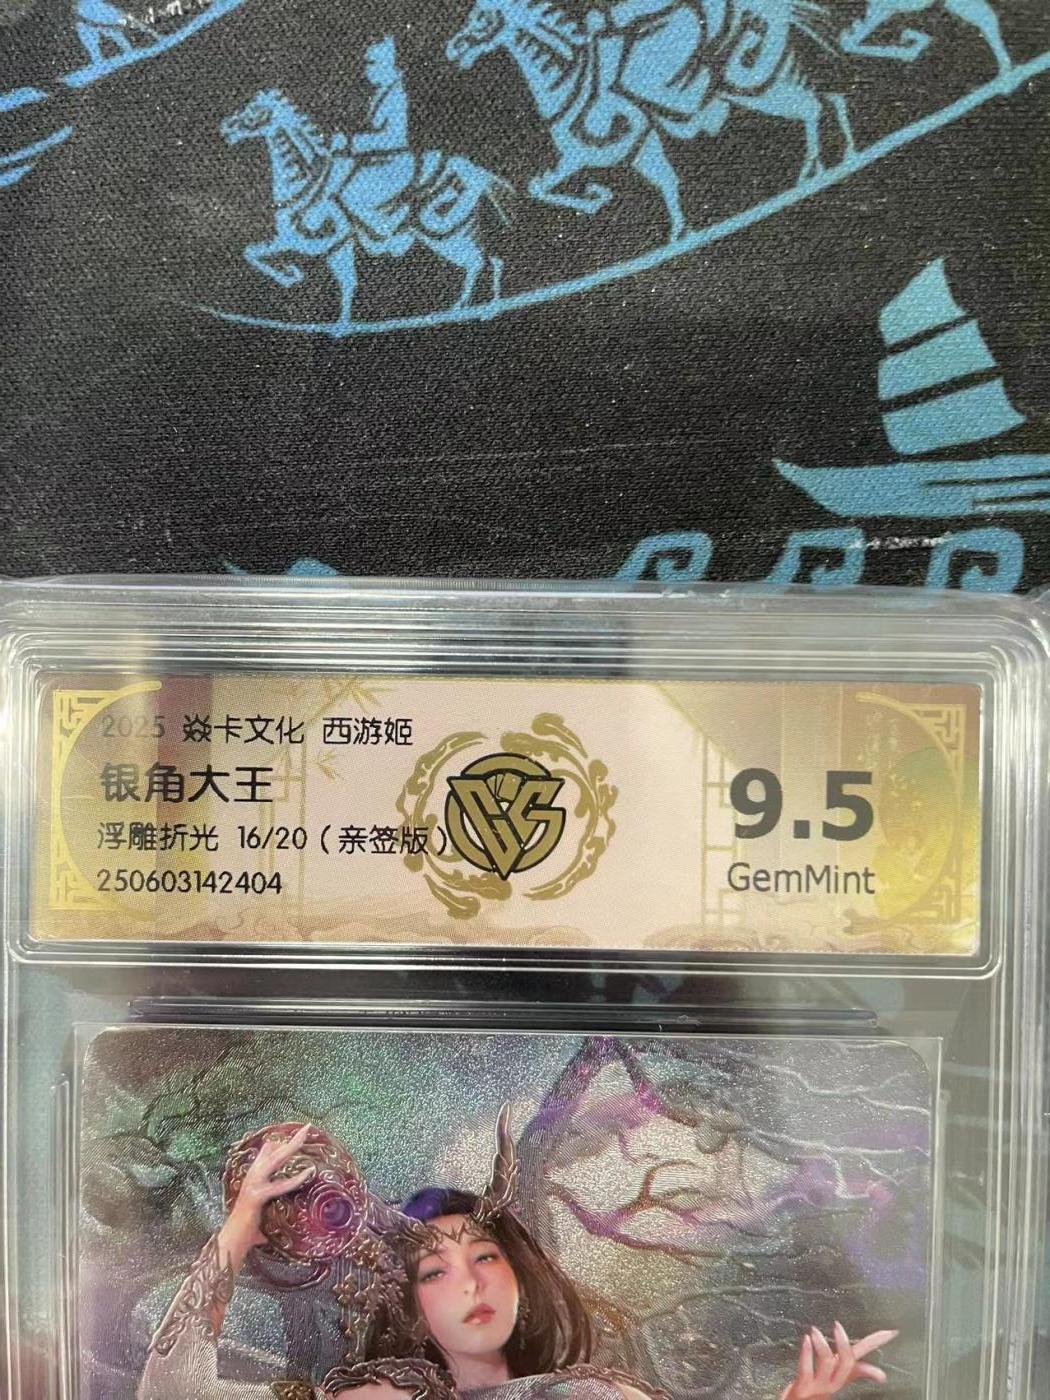 2025 焱卡文化 西游姬
银角大王
浮雕折光 16/20（亲签版）
250603142404
9.5
GemMint